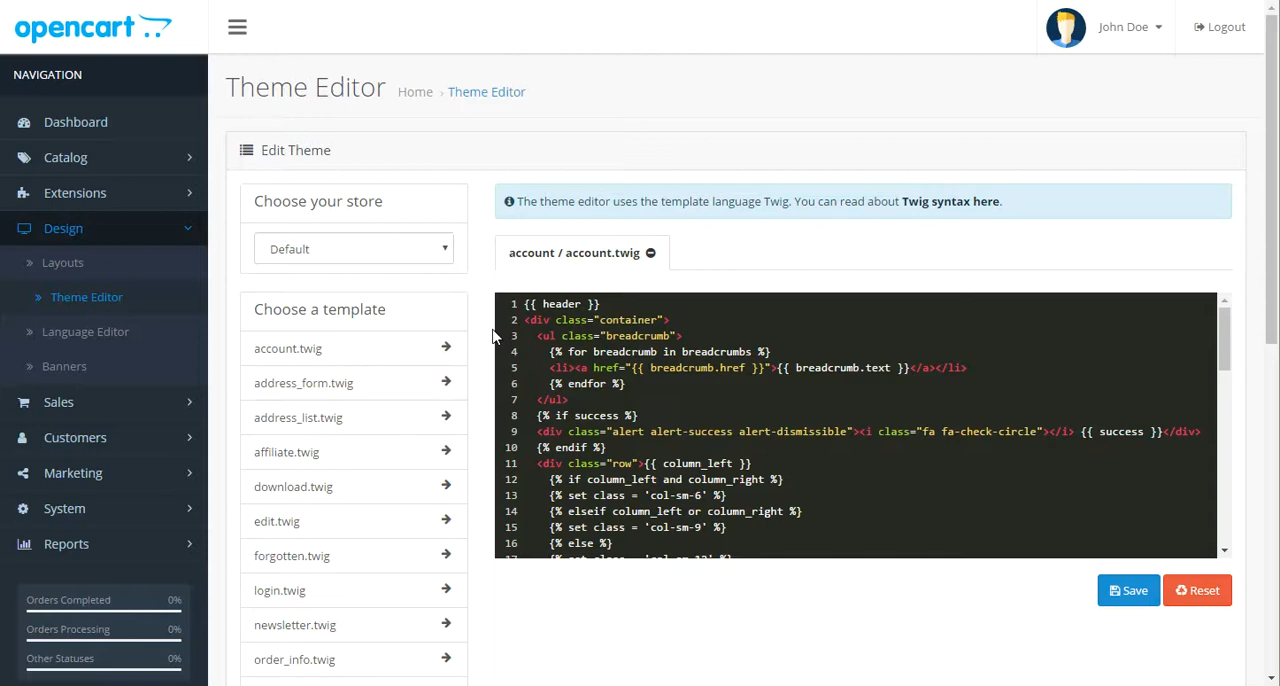 opencart
John Doe
Logout
NAVIGATION
Dashboard
Catalog
Extensions
Design
» Layouts
» Theme Editor
» Language Editor
» Banners
Sales
Customers
Marketing
System
Reports
Orders Completed 0%
Orders Processing 0%
Other Statuses 0%
Theme Editor Home › Theme Editor
Edit Theme
Choose your store
Default
Choose a template
account.twig
address_form.twig
address_list.twig
affiliate.twig
download.twig
edit.twig
forgotten.twig
login.twig
newsletter.twig
order_info.twig
The theme editor uses the template language Twig. You can read about Twig syntax here.
account / account.twig
1 {{ header }}
2 <div class="container">
3 <ul class="breadcrumb">
4 {% for breadcrumb in breadcrumbs %}
5 <li><a href="{{ breadcrumb.href }}">{{ breadcrumb.text }}</a></li>
6 {% endfor %}
7 </ul>
8 {% if success %}
9 <div class="alert alert-success alert-dismissible"><i class="fa fa-check-circle"></i> {{ success }}</div>
10 {% endif %}
11 <div class="row">{{ column_left }}
12 {% if column_left and column_right %}
13 {% set class = 'col-sm-6' %}
14 {% elseif column_left or column_right %}
15 {% set class = 'col-sm-9' %}
16 {% else %}
17 {% set class = 'col-sm-12' %}
Save
Reset